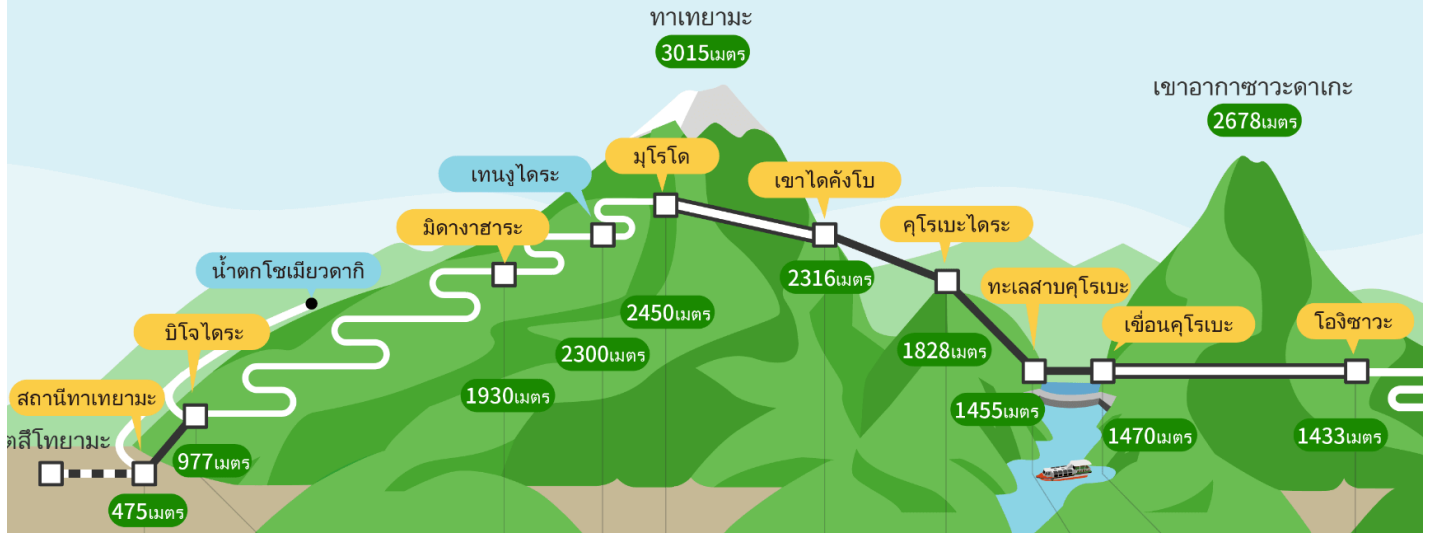 ทาเทยามะ
3015เมตร
เขาอากาซาวะดาเกะ
2678เมตร
มุโรโด
เทนงูไดระ
เขาไดคังโบ
มิดางาฮาระ
คุโรเบะไดระ
น้ำตกโชเมียวดากิ
2316เมตร
ทะเลสาบคุโรเบะ
2450เมตร
บิโจไดระ
เขื่อนคุโรเบะ
โองิซาวะ
2300เมตร
1828เมตร
สถานีทาเทยามะ
1930เมตร
1455เมตร
ตสึโทยามะ
1470เมตร
1433เมตร
977เมตร
475เมตร